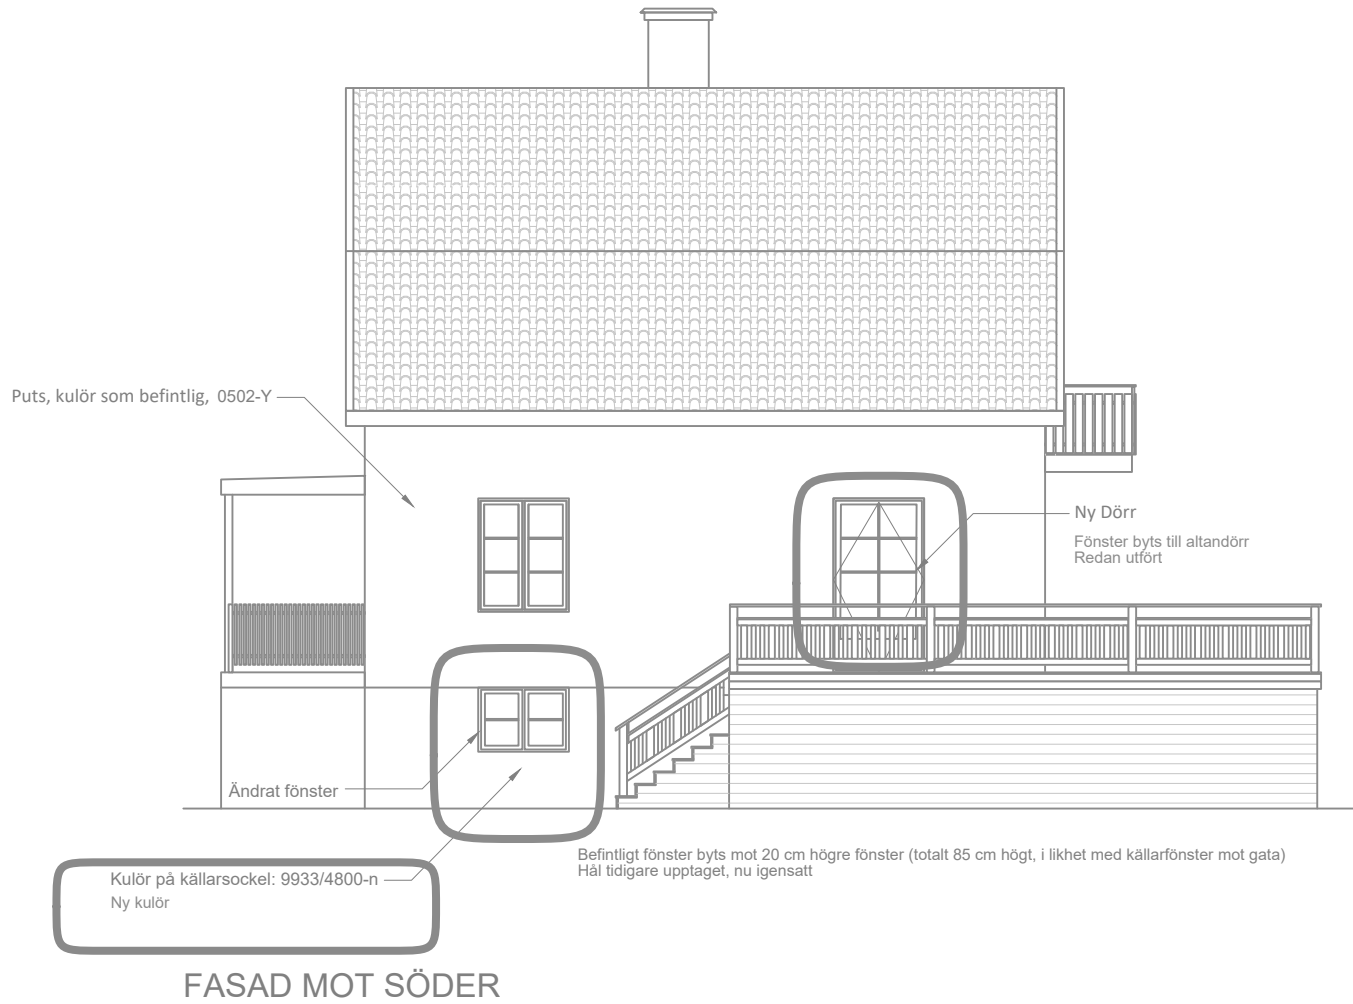 Puts, kulör som befintlig, 0502-Y
Ny Dörr
Fönster byts till altandörr
Redan utfört
Ändrat fönster
Befintligt fönster byts mot 20 cm högre fönster (totalt 85 cm högt, i likhet med källarfönster mot gata)
Hål tidigare upptaget, nu igensatt
Kulör på källarsockel: 9933/4800-n
Ny kulör
FASAD MOT SÖDER